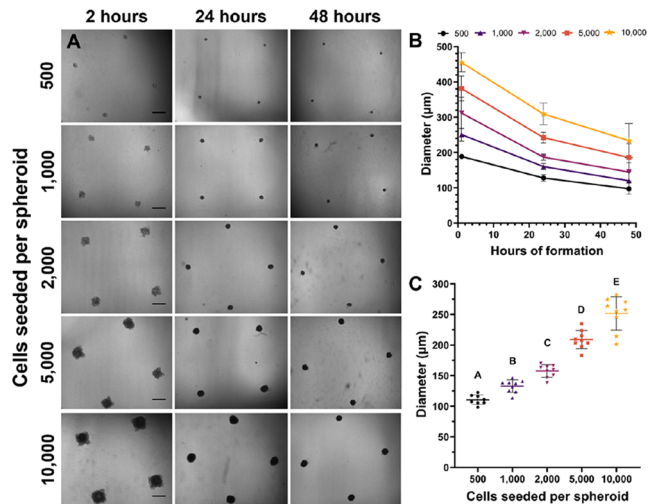 2 hours 24 hours 48 hours
A
Cells seeded per spheroid
500
1,000
2,000
5,000
10,000
B
500 1,000 2,000 5,000 10,000
Diameter (μm)
500
400
300
200
100
0
0 10 20 30 40 50
Hours of formation
C
Diameter (μm)
300
250
200
150
100
50
0
A B C D E
500 1,000 2,000 5,000 10,000
Cells seeded per spheroid